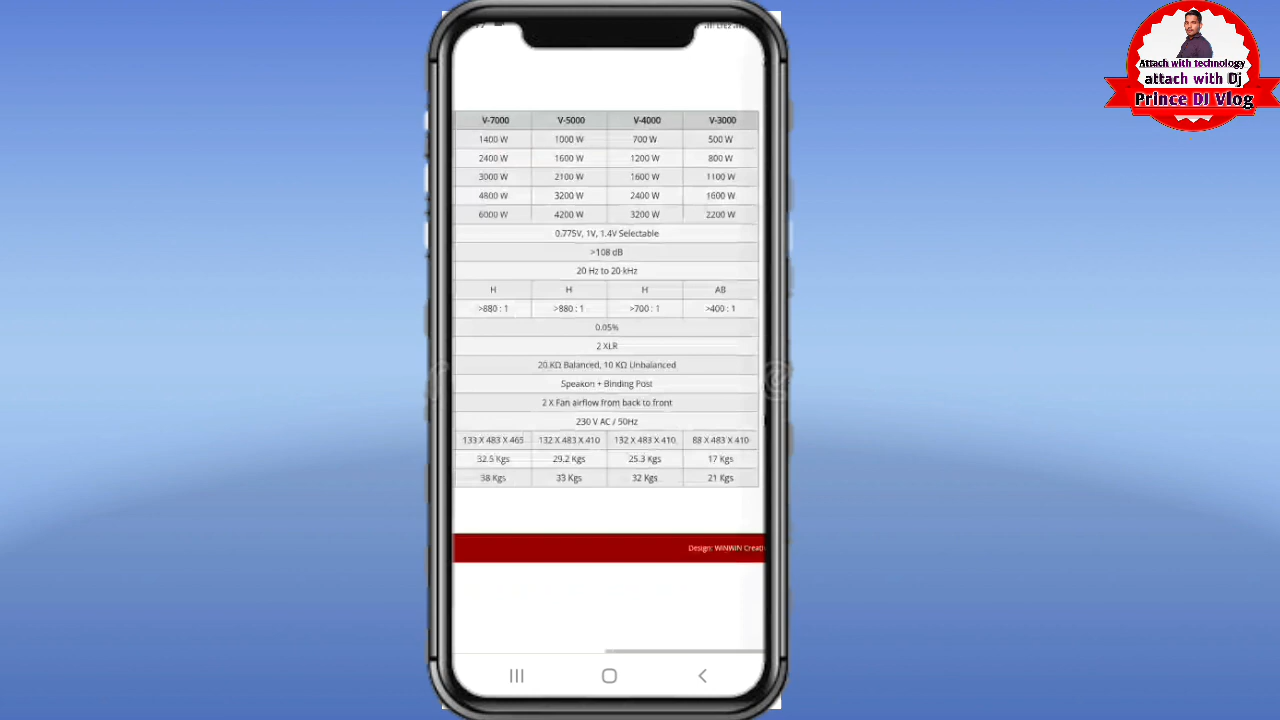 Attach with technology
attach with Dj
Prince DJ Vlog
V-7000 V-5000 V-4000 V-3000
1400 W 1000 W 700 W 500 W
2400 W 1600 W 1200 W 800 W
3000 W 2100 W 1600 W 1100 W
4800 W 3200 W 2400 W 1600 W
6000 W 4200 W 3200 W 2200 W
0.775V, 1V, 1.4V Selectable
>108 dB
20 Hz to 20 kHz
H H H AB
>880 : 1 >880 : 1 >700 : 1 >400 : 1
0.05%
2 XLR
20 KΩ Balanced, 10 KΩ Unbalanced
Speakon + Binding Post
2 X Fan airflow from back to front
230 V AC / 50Hz
133 X 483 X 465 132 X 483 X 410 132 X 483 X 410 88 X 483 X 410
32.5 Kgs 29.2 Kgs 25.3 Kgs 17 Kgs
38 Kgs 33 Kgs 32 Kgs 21 Kgs
Design: WiNWiN Creati